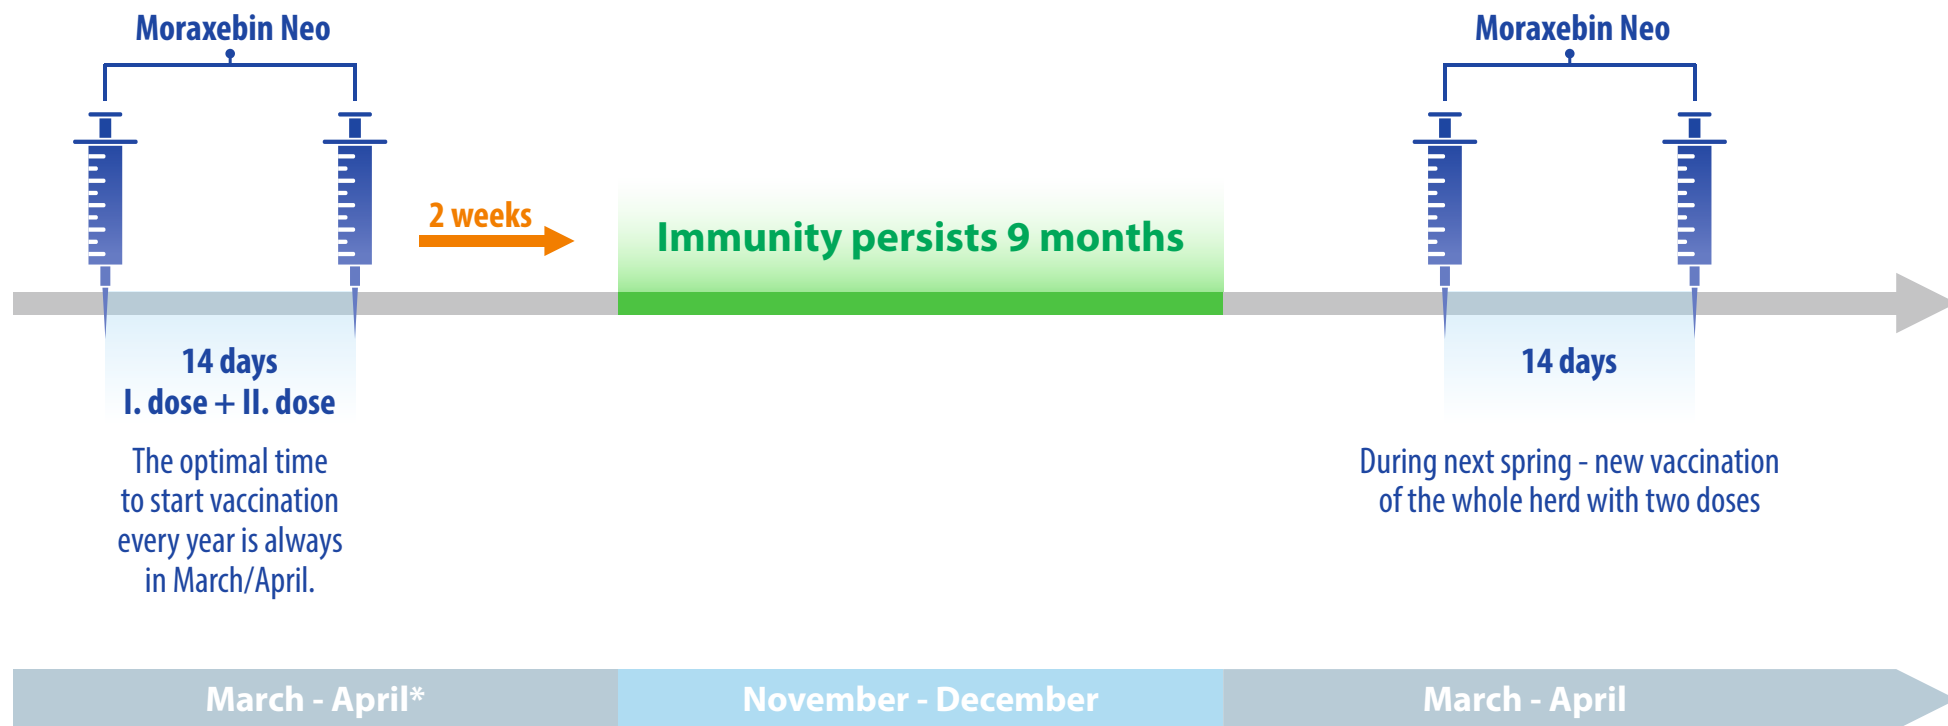 Moraxebin Neo
Moraxebin Neo
2 weeks
Immunity persists 9 months
14 days
I. dose + II. dose
The optimal time
to start vaccination
every year is always
in March/April.
14 days
During next spring - new vaccination
of the whole herd with two doses
March - April*
November - December
March - April